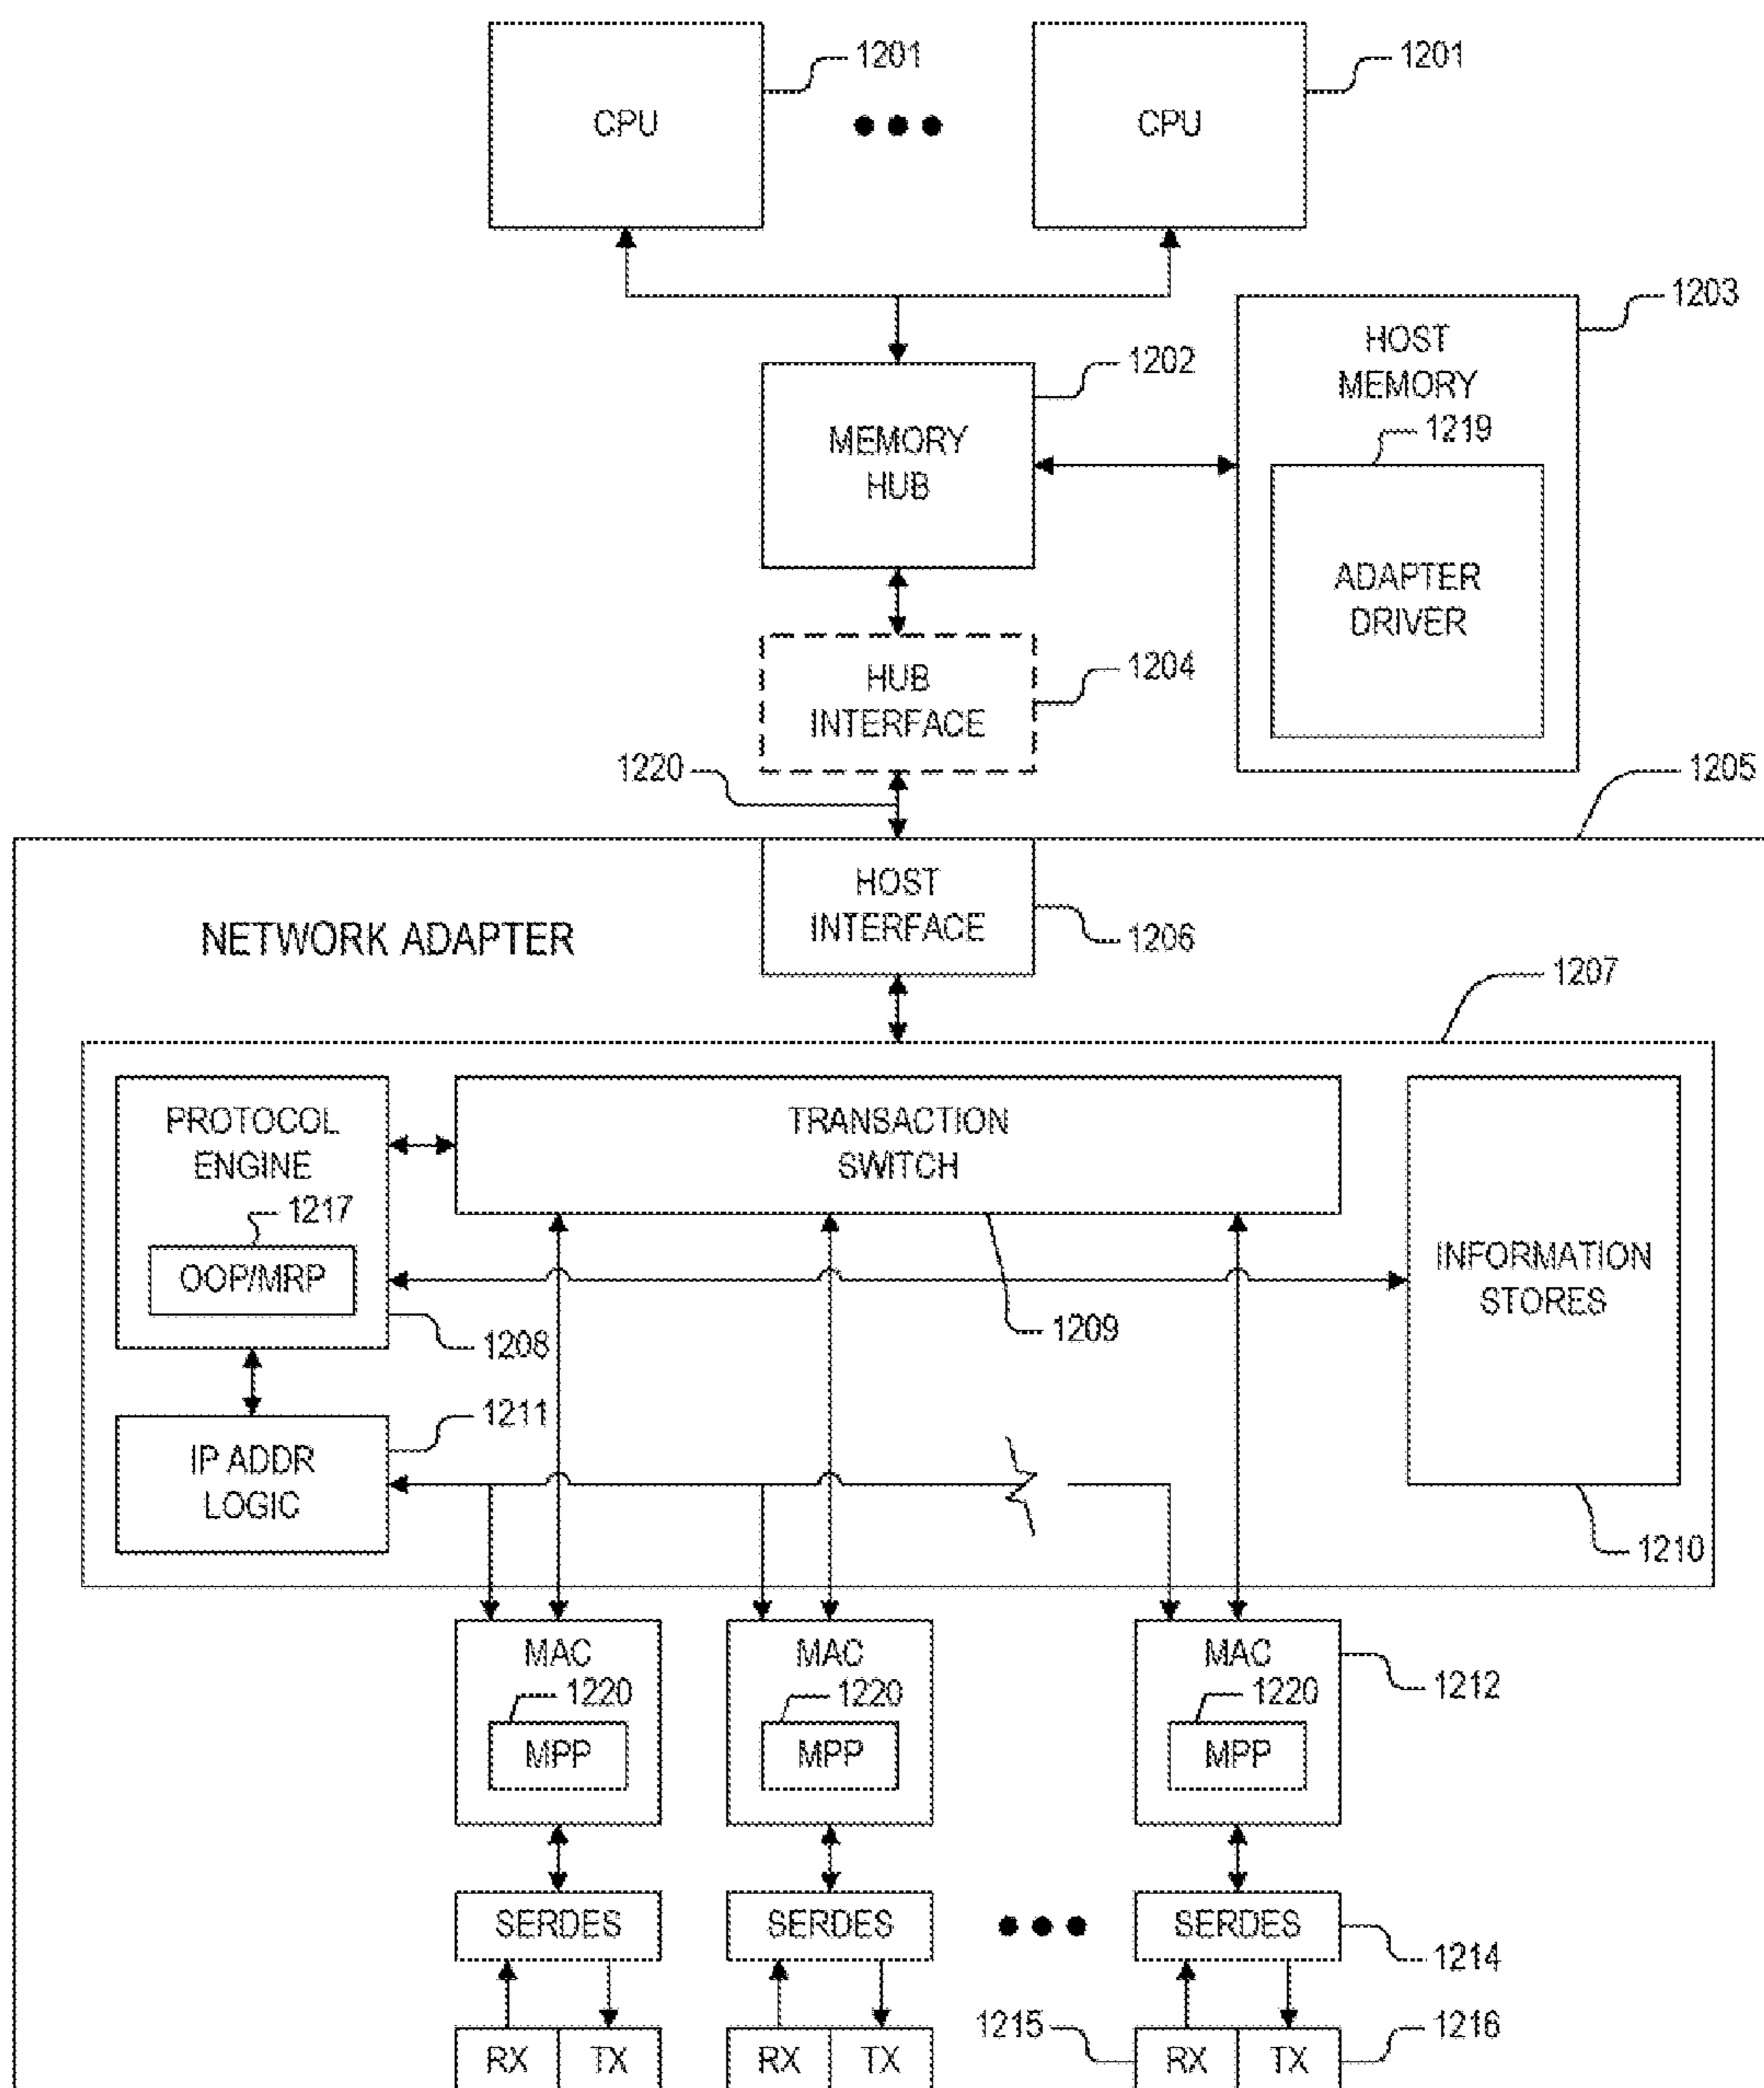 1201
1201
CPU
CPU
1203
HOST
MEMORY
1202
1219
MEMORY
HUB
ADAPTER
DRIVER
1204
HUB
INTERFACE
1220
1205
HOST
INTERFACE
NETWORK ADAPTER
1206
1207
PROTOCOL
ENGINE
TRANSACTION
SWITCH
1217
OOP/MRP
INFORMATION
STORES
1209
1208
1211
IP ADDR
LOGIC
1210
MAC
MAC
MAC
1212
1220
1220
1220
MPP
MPP
MPP
SERDES
SERDES
SERDES
1214
1215
1216
RX
TX
RX
TX
RX
TX